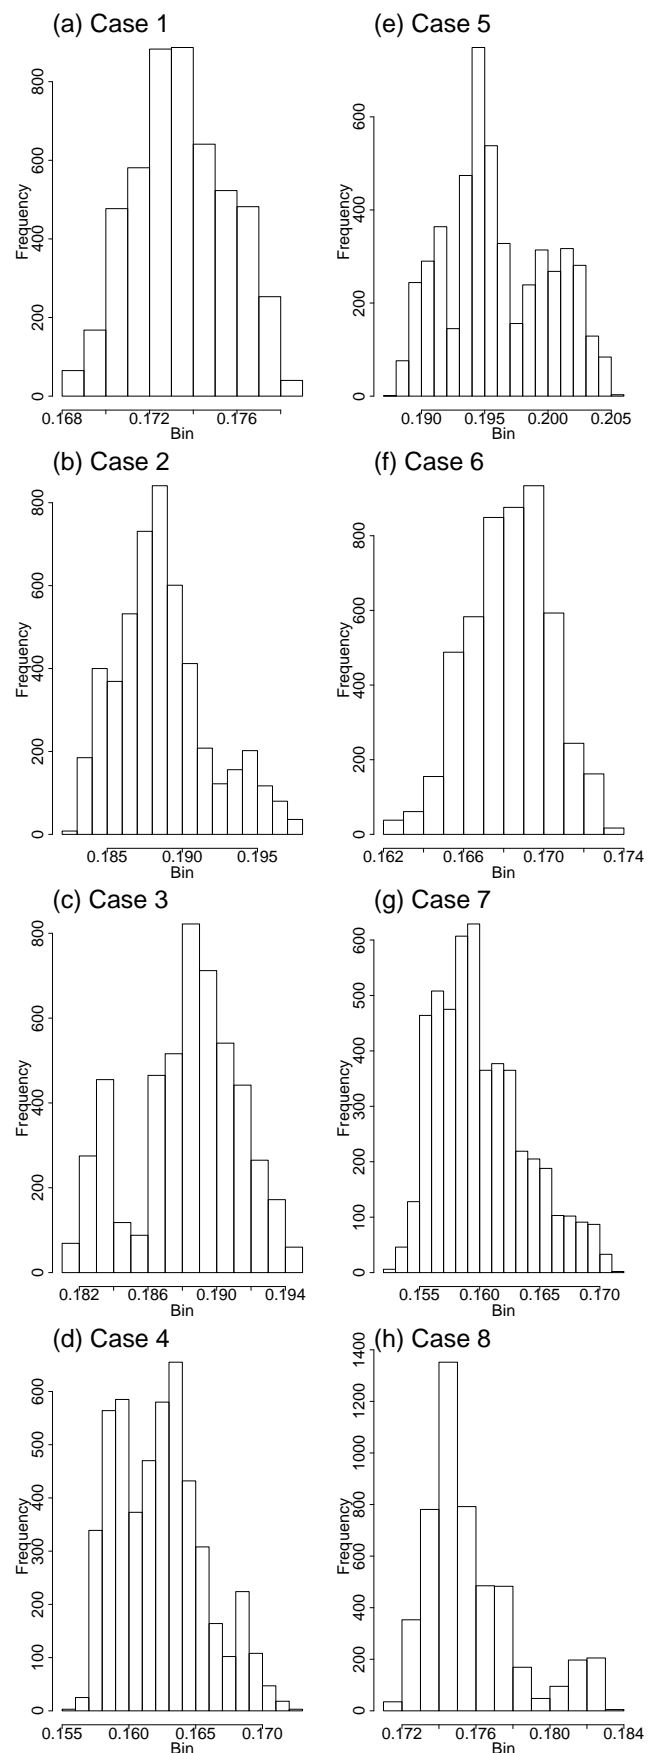 (a) Case 1
Frequency
0 200 400 600 800
0.168 0.172 0.176
Bin
(e) Case 5
Frequency
0 200 400 600
0.190 0.195 0.200 0.205
Bin
(b) Case 2
Frequency
0 200 400 600 800
0.185 0.190 0.195
Bin
(f) Case 6
Frequency
0 200 400 600 800
0.162 0.166 0.170 0.174
Bin
(c) Case 3
Frequency
0 200 400 600 800
0.182 0.186 0.190 0.194
Bin
(g) Case 7
Frequency
0 100 200 300 400 500 600
0.155 0.160 0.165 0.170
Bin
(d) Case 4
Frequency
0 100 200 300 400 500 600
0.155 0.160 0.165 0.170
Bin
(h) Case 8
Frequency
0 200 400 600 800 1000 1200 1400
0.172 0.176 0.180 0.184
Bin